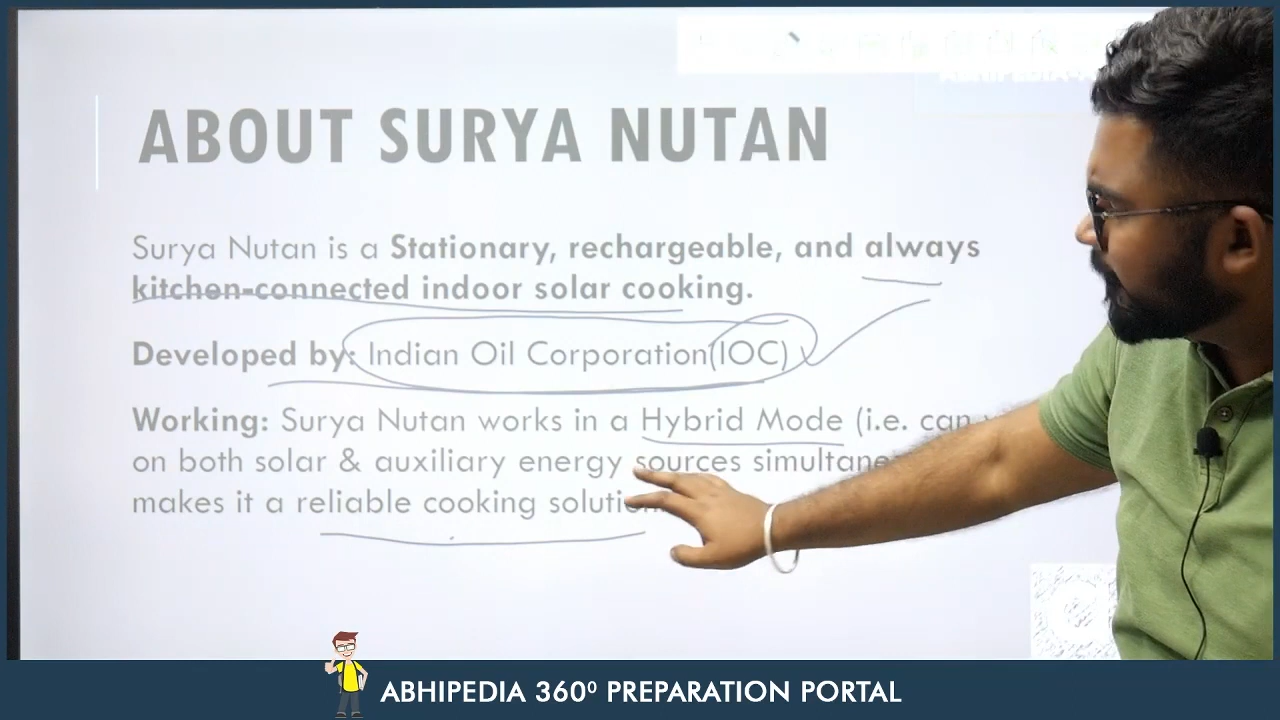 ABOUT SURYA NUTAN
Surya Nutan is a Stationary, rechargeable, and always
kitchen-connected indoor solar cooking.
Developed by: Indian Oil Corporation(IOC)
Working: Surya Nutan works in a Hybrid Mode (i.e. can
on both solar & auxiliary energy sources
makes it a reliable cooking
ABHIPEDIA 360⁰ PREPARATION PORTAL